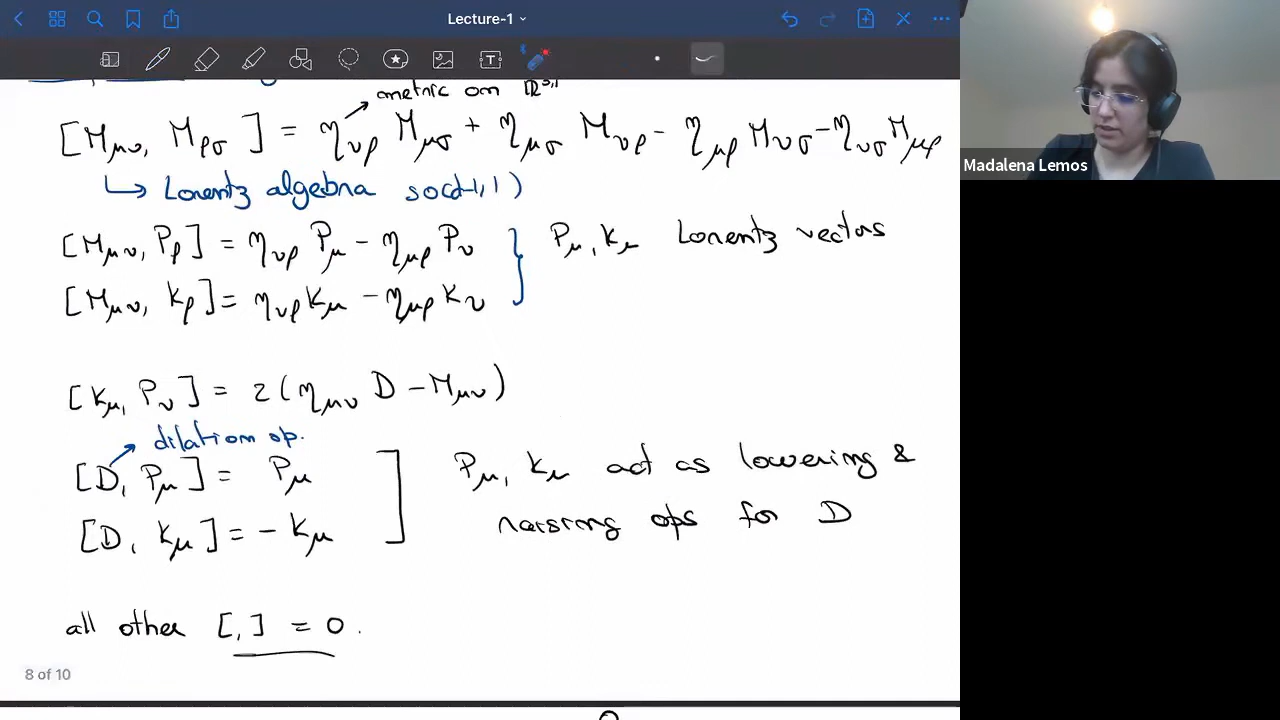 Lecture-1
metric on ℝ^{d-1,1}
[M_{μν}, M_{ρσ}] = η_{νρ} M_{μσ} + η_{μσ} M_{νρ} - η_{μρ} M_{νσ} - η_{νσ} M_{μρ}
↳ Lorentz algebra so(d-1,1)
[M_{μν}, P_ρ] = η_{νρ} P_μ - η_{μρ} P_ν } P_μ, K_μ Lorentz vectors
[M_{μν}, K_ρ] = η_{νρ} K_μ - η_{μρ} K_ν
[K_μ, P_ν] = 2(η_{μν} D - M_{μν})
dilation op.
[D, P_μ] = P_μ
[D, K_μ] = - K_μ
P_μ, K_μ act as lowering &
raising ops for D
all other [,] = 0.
8 of 10
Madalena Lemos